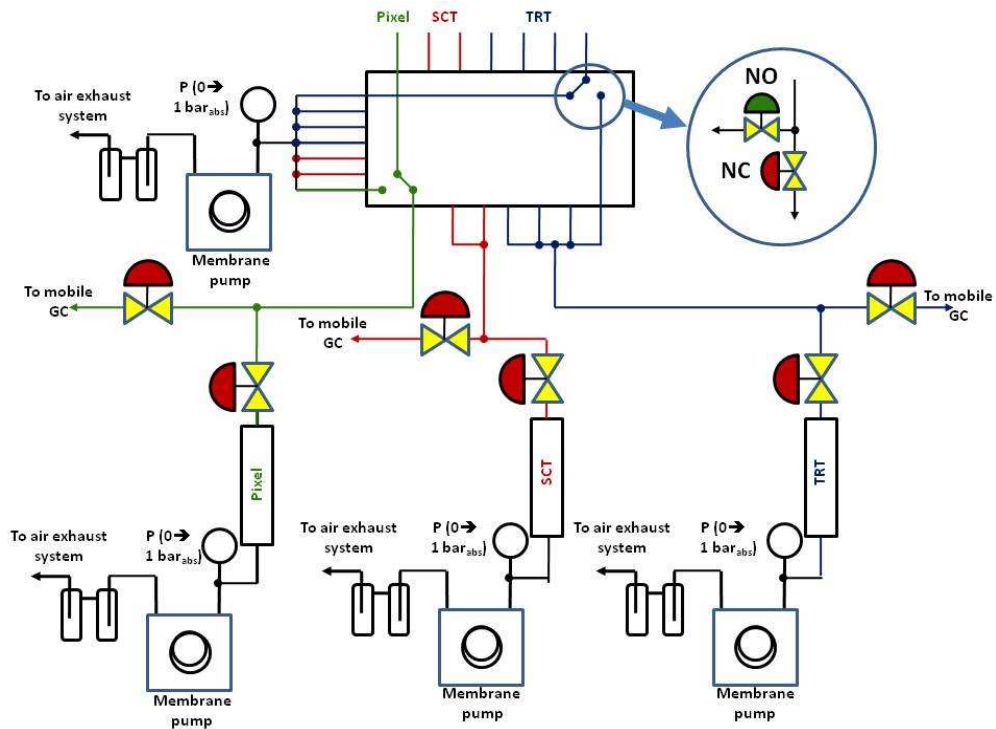 Pixel
SCT
TRT
P (0➔
1 bar_abs)
To air exhaust
system
Membrane
pump
NO
NC
To mobile
GC
To mobile
GC
To mobile
GC
Pixel
SCT
TRT
To air exhaust
system
P (0➔
1 bar_abs)
Membrane
pump
To air exhaust
system
P (0➔
1 bar_abs)
Membrane
pump
To air exhaust
system
P (0➔
1 bar_abs)
Membrane
pump